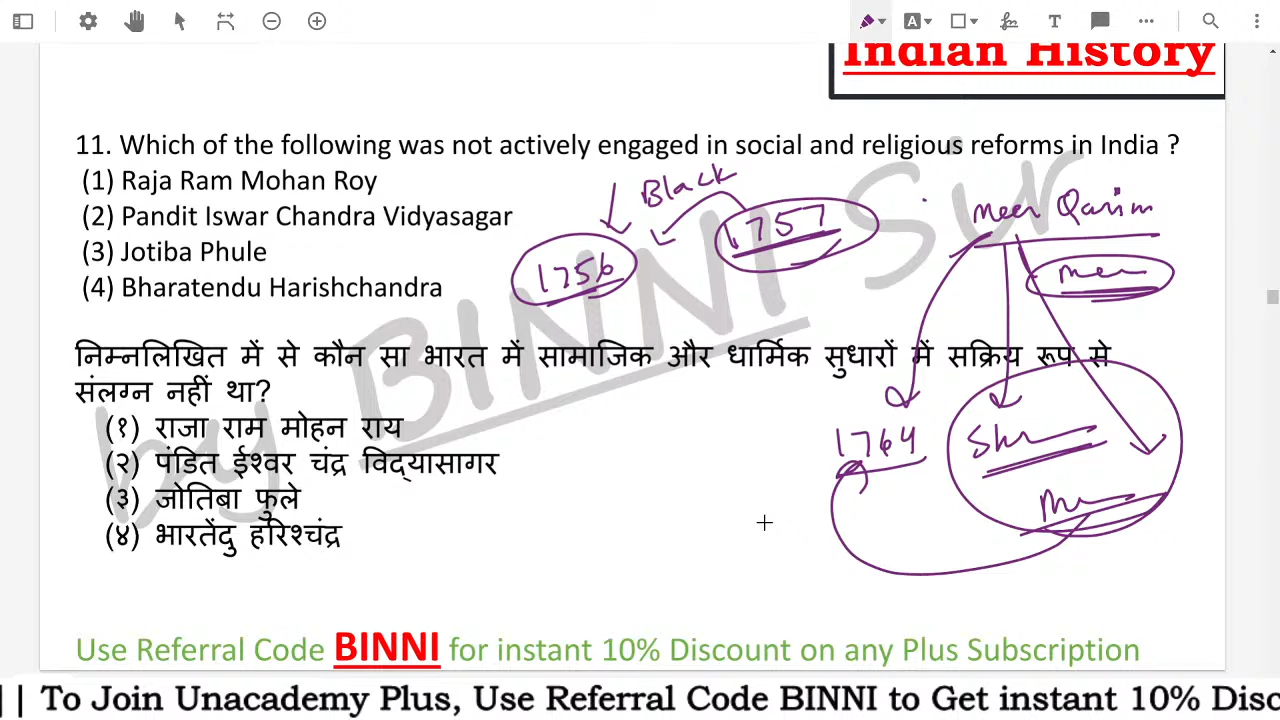 Indian History
11. Which of the following was not actively engaged in social and religious reforms in India ?
(1) Raja Ram Mohan Roy
(2) Pandit Iswar Chandra Vidyasagar
(3) Jotiba Phule
(4) Bharatendu Harishchandra
Black
1757
1756
Meer Qasim
Meer
1764
by BINNI Sir
निम्नलिखित में से कौन सा भारत में सामाजिक और धार्मिक सुधारों में सक्रिय रूप से
संलग्न नहीं था?
(१) राजा राम मोहन राय
(२) पंडित ईश्वर चंद्र विद्यासागर
(३) जोतिबा फुले
(४) भारतेंदु हरिश्चंद्र
Use Referral Code BINNI for instant 10% Discount on any Plus Subscription
|| To Join Unacademy Plus, Use Referral Code BINNI to Get instant 10% Disc